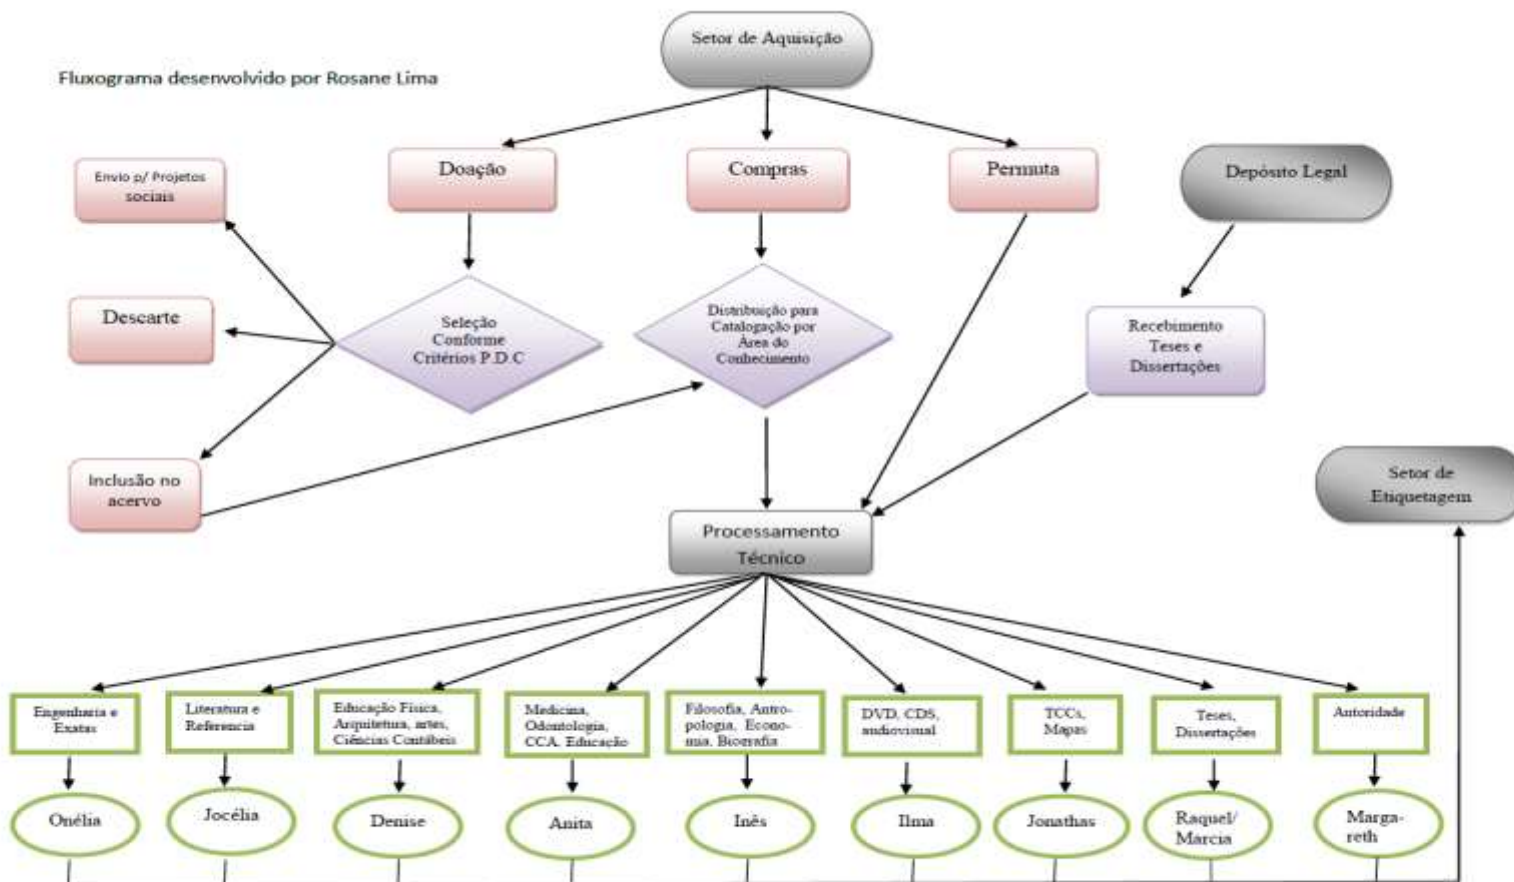 Setor de Aquisição
Fluxograma desenvolvido por Rosane Lima
Envio p/ Projetos
sociais
Doação
Compras
Permuta
Depósito Legal
Descarte
Seleção
Conforme
Critérios P.D.C
Distribuição para
Catalogação por
Área do
Conhecimento
Recebimento
Teses e
Dissertações
Inclusão no
acervo
Setor de
Etiquetagem
Processamento
Técnico
Engenharia e
Exatas
Literatura e
Referencia
Educação Física,
Arquitetura, artes,
Ciências Contábeis
Medicina,
Odontologia,
CCA. Educação
Filosofia, Antro-
pologia, Econo-
mia. Biografia
DVD, CDS,
audiovisual
TCCs,
Mapas
Teses,
Dissertações
Autoridade
Onélia
Jocélia
Denise
Anita
Inês
Ilma
Jonathas
Raquel/
Marcia
Marga-
reth